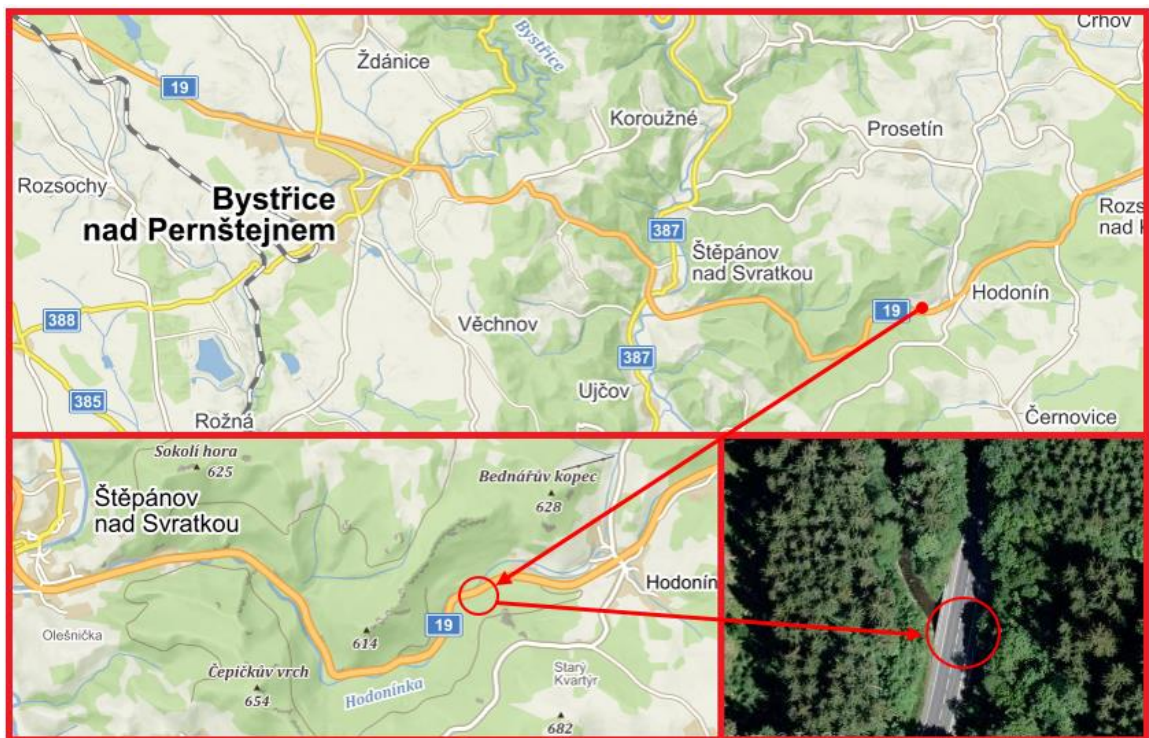 Crhov
Bystřice
Ždánice
19
Koroužné
Prosetín
Rozsochy
Bystřice
nad Pernštejnem
387
Rozs
nad
Štěpánov
nad Svratkou
19
Hodonín
388
Věchnov
387
Ujčov
385
Rožná
Černovice
Sokolí hora
625
Bednářův kopec
628
Štěpánov
nad Svratkou
Hodonín
19
Olešnička
614
Čepičkův vrch
654
Hodonínka
Starý
Kvartýr
682